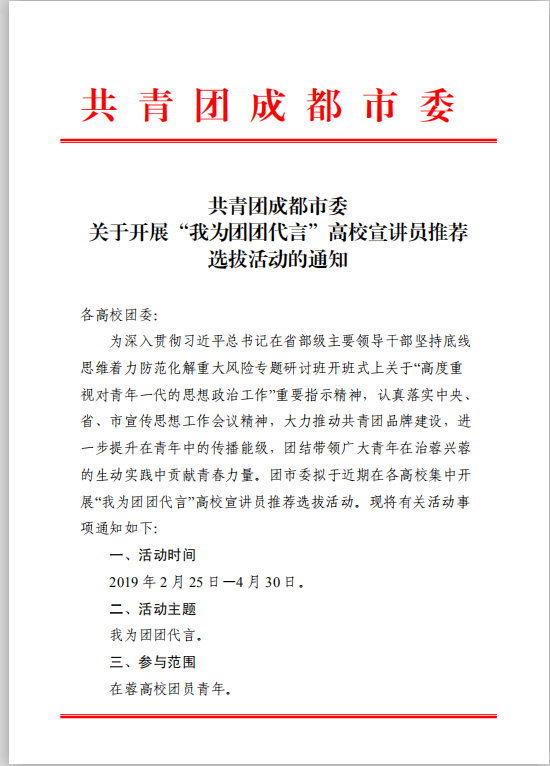 共青团成都市委
共青团成都市委
关于开展“我为团团代言”高校宣讲员推荐
选拔活动的通知
各高校团委：
为深入贯彻习近平总书记在省部级主要领导干部坚持底线
思维着力防范化解重大风险专题研讨班开班式上关于“高度重
视对青年一代的思想政治工作”重要指示精神，认真落实中央、
省、市宣传思想工作会议精神，大力推动共青团品牌建设，进
一步提升在青年中的传播能级，团结带领广大青年在治蓉兴蓉
的生动实践中贡献青春力量。团市委拟于近期在各高校集中开
展“我为团团代言”高校宣讲员推荐选拔活动。现将有关活动事
项通知如下：
一、活动时间
2019 年 2 月 25 日—4 月 30 日。
二、活动主题
我为团团代言。
三、参与范围
在蓉高校团员青年。